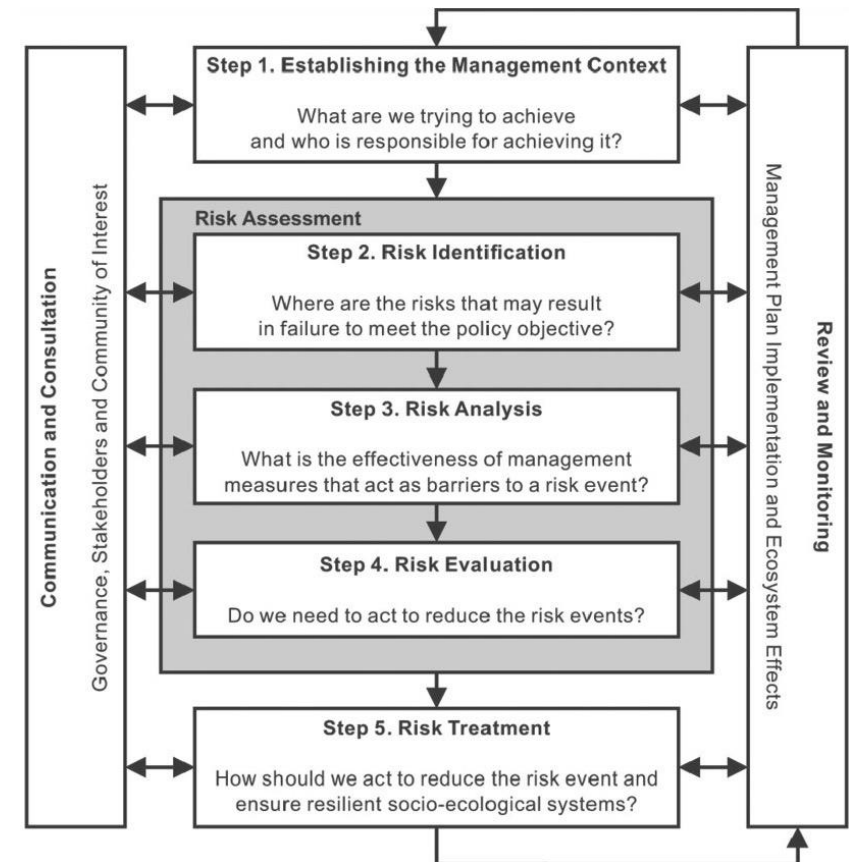 Step 1. Establishing the Management Context
What are we trying to achieve
and who is responsible for achieving it?
Risk Assessment
Step 2. Risk Identification
Where are the risks that may result
in failure to meet the policy objective?
Step 3. Risk Analysis
What is the effectiveness of management
measures that act as barriers to a risk event?
Step 4. Risk Evaluation
Do we need to act to reduce the risk events?
Step 5. Risk Treatment
How should we act to reduce the risk event and
ensure resilient socio-ecological systems?
Communication and Consultation
Governance, Stakeholders and Community of Interest
Review and Monitoring
Management Plan Implementation and Ecosystem Effects